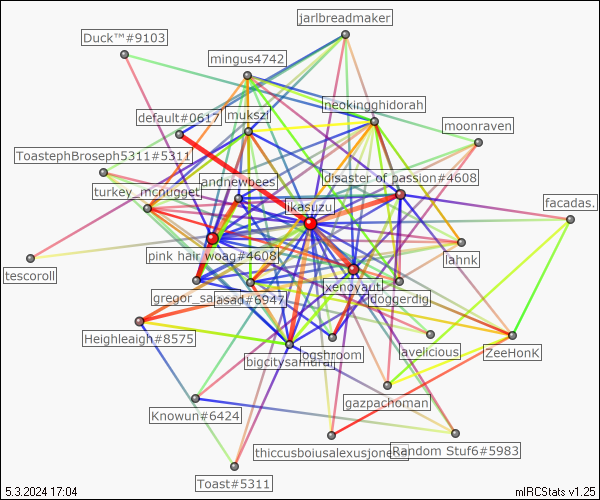 jarlbreadmaker
Duck™#9103
mingus4742
neokingghidorah
default#0617
mukszi
moonraven
ToastephBroseph5311#5311
disaster of passion#4608
turkey_mcnugget
andnewbees
ikasuzu
facadas.
pink hair woag#4608
lahnk
tescoroll
xenoyaut
gregor_sa
asad#6947
doggerdig
Heighleaigh#8575
bigcitysamurai
ogshroom
lavelicious
ZeeHonK
gazpachoman
Knowun#6424
thiccusboiusalexusjones
Random Stuf6#5983
Toast#5311
5.3.2024 17:04
mIRCStats v1.25